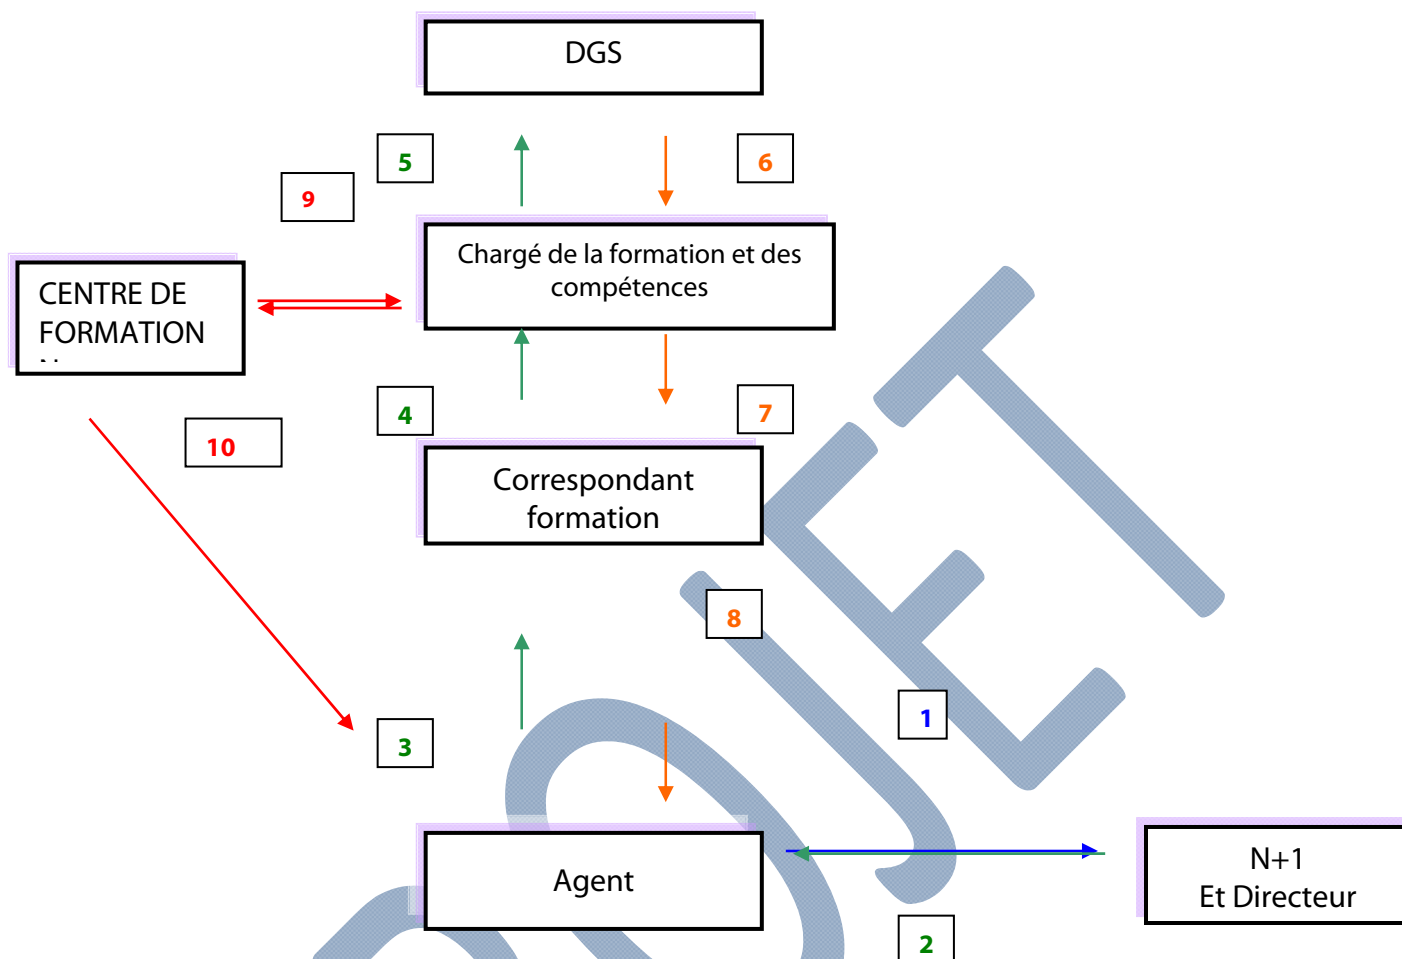 DGS
5
6
9
Chargé de la formation et des
compétences
CENTRE DE
FORMATION
4
7
10
Correspondant
formation
8
1
3
Agent
N+1
Et Directeur
2